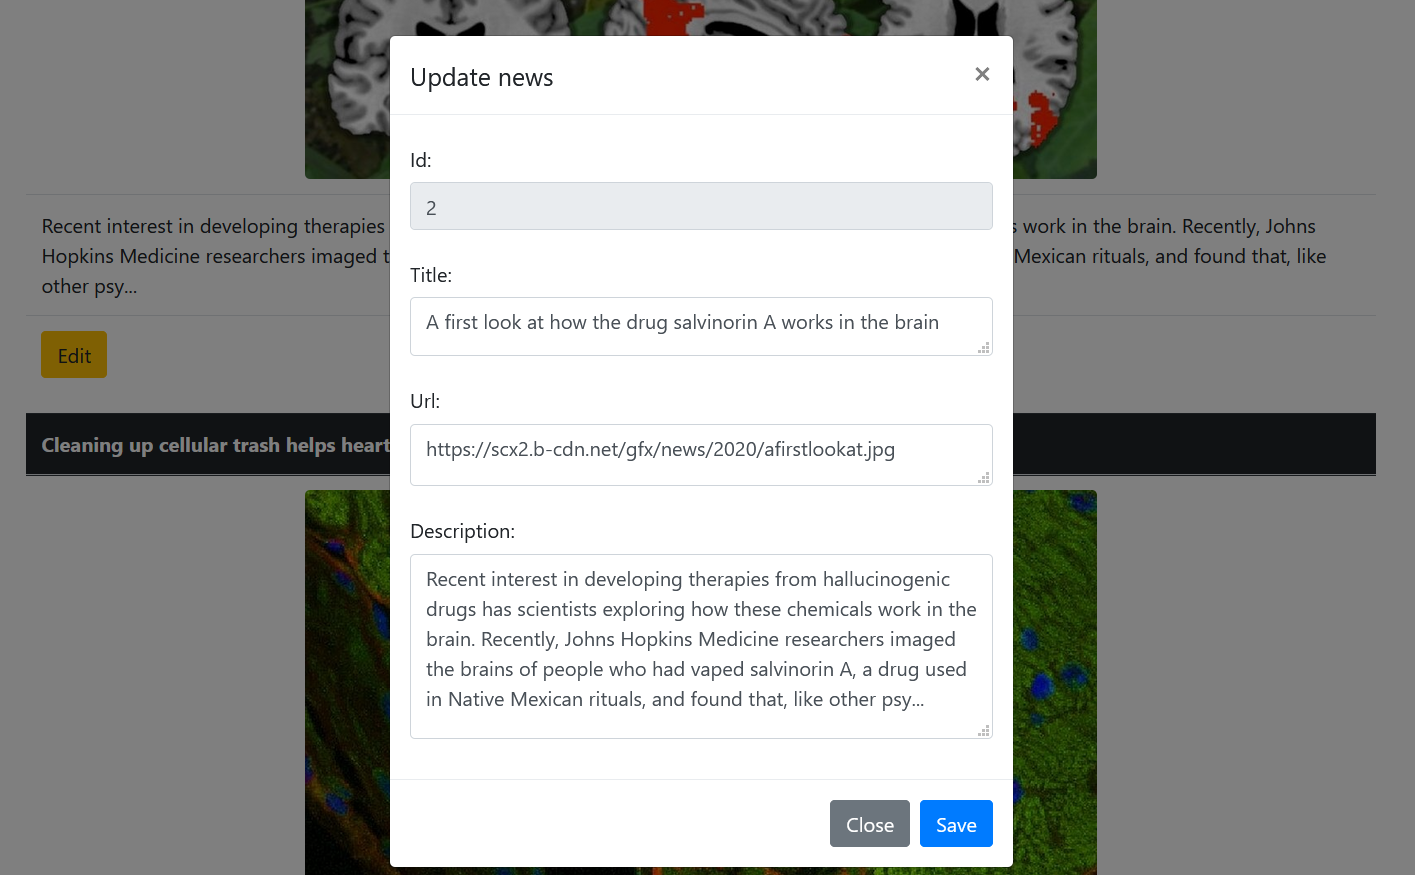 Update news
×
Id:
2
Title:
A first look at how the drug salvinorin A works in the brain
Url:
https://scx2.b-cdn.net/gfx/news/2020/afirstlookat.jpg
Description:
Recent interest in developing therapies from hallucinogenic
drugs has scientists exploring how these chemicals work in the
brain. Recently, Johns Hopkins Medicine researchers imaged
the brains of people who had vaped salvinorin A, a drug used
in Native Mexican rituals, and found that, like other psy...
Close Save
Recent interest in developing therapies work in the brain. Recently, Johns
Hopkins Medicine researchers imaged Mexican rituals, and found that, like
other psy...
Edit
Cleaning up cellular trash helps heart